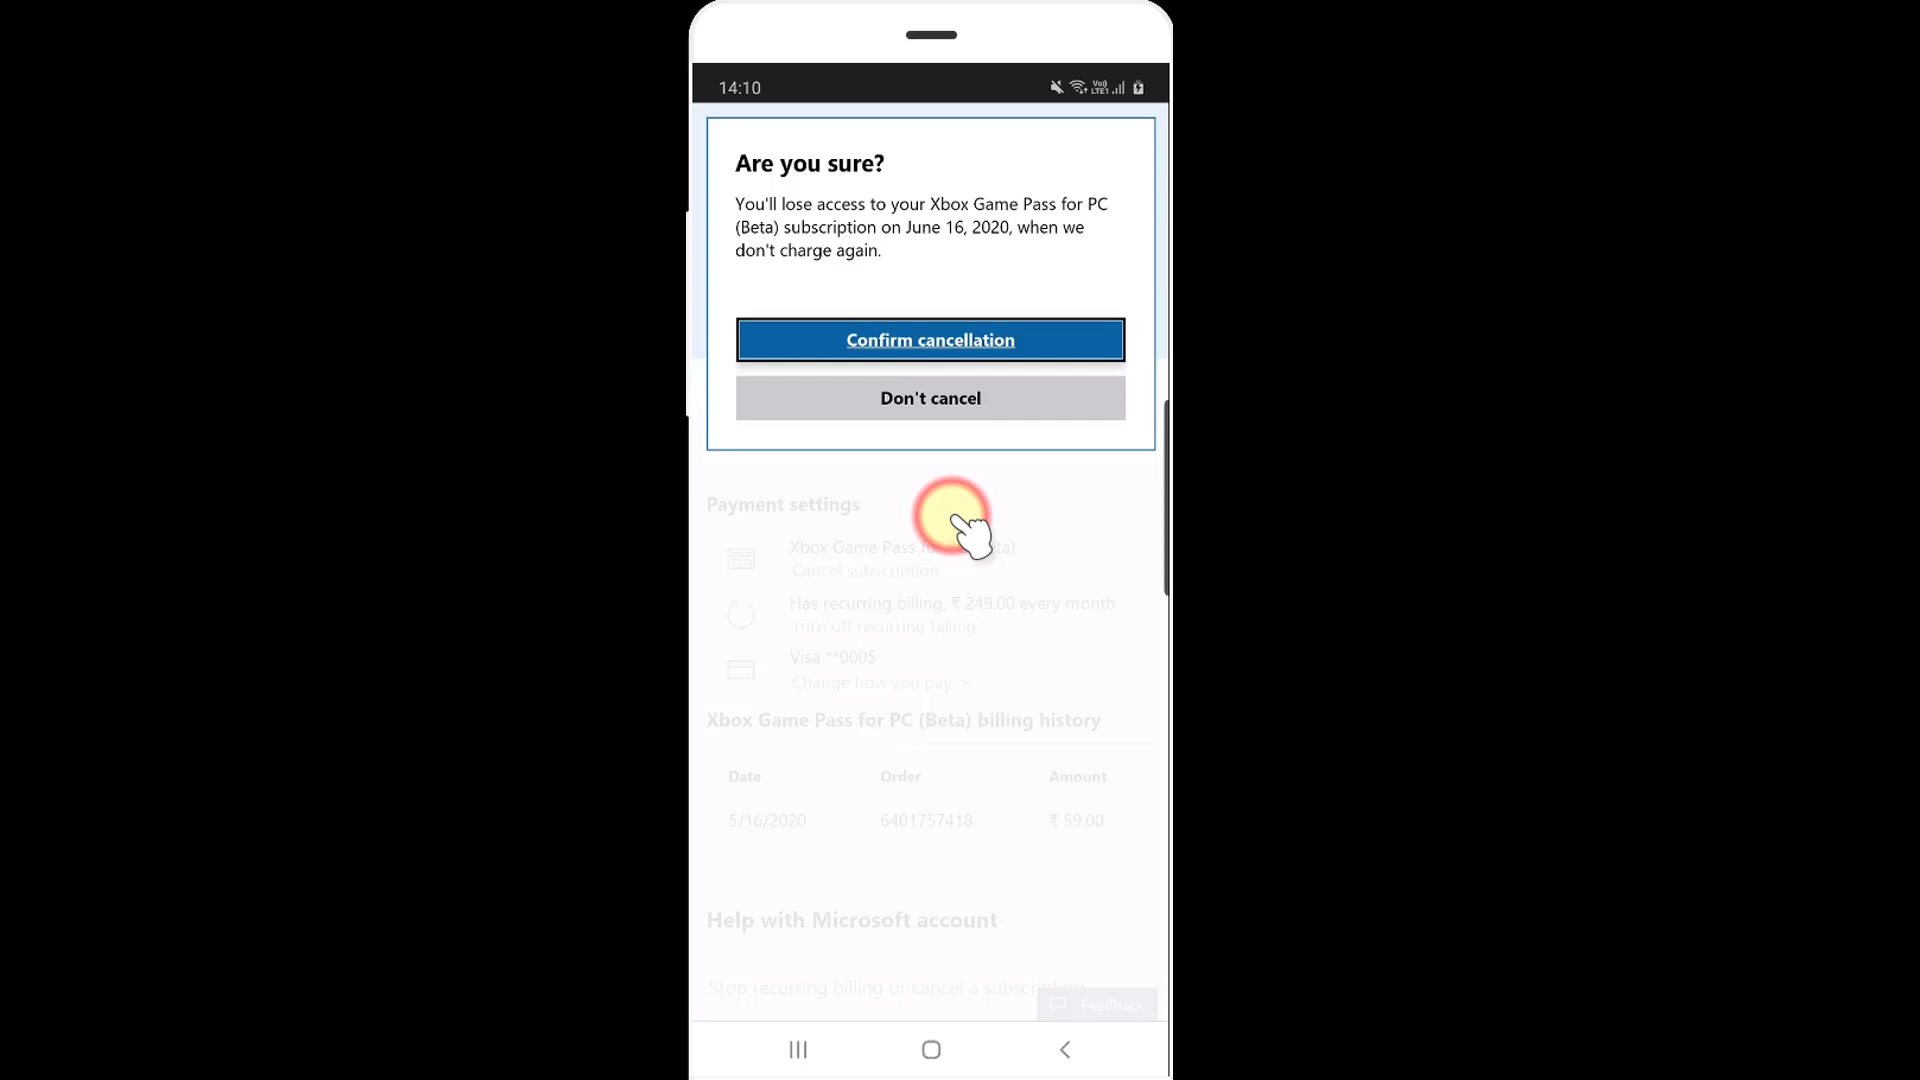 14:10
Vo)) LTE1
Are you sure?
You'll lose access to your Xbox Game Pass for PC
(Beta) subscription on June 16, 2020, when we
don't charge again.
Confirm cancellation
Don't cancel
Payment settings
Xbox Game Pass for
Cancel subscription
Has recurring billing, ₹ 249.00 every month
Turn off recurring billing
Visa **0005
Change how you pay
Xbox Game Pass for PC (Beta) billing history
Date Order Amount
5/16/2020 6401757418 ₹ 59.00
Help with Microsoft account
Stop recurring billing or cancel a subscription
Feedback